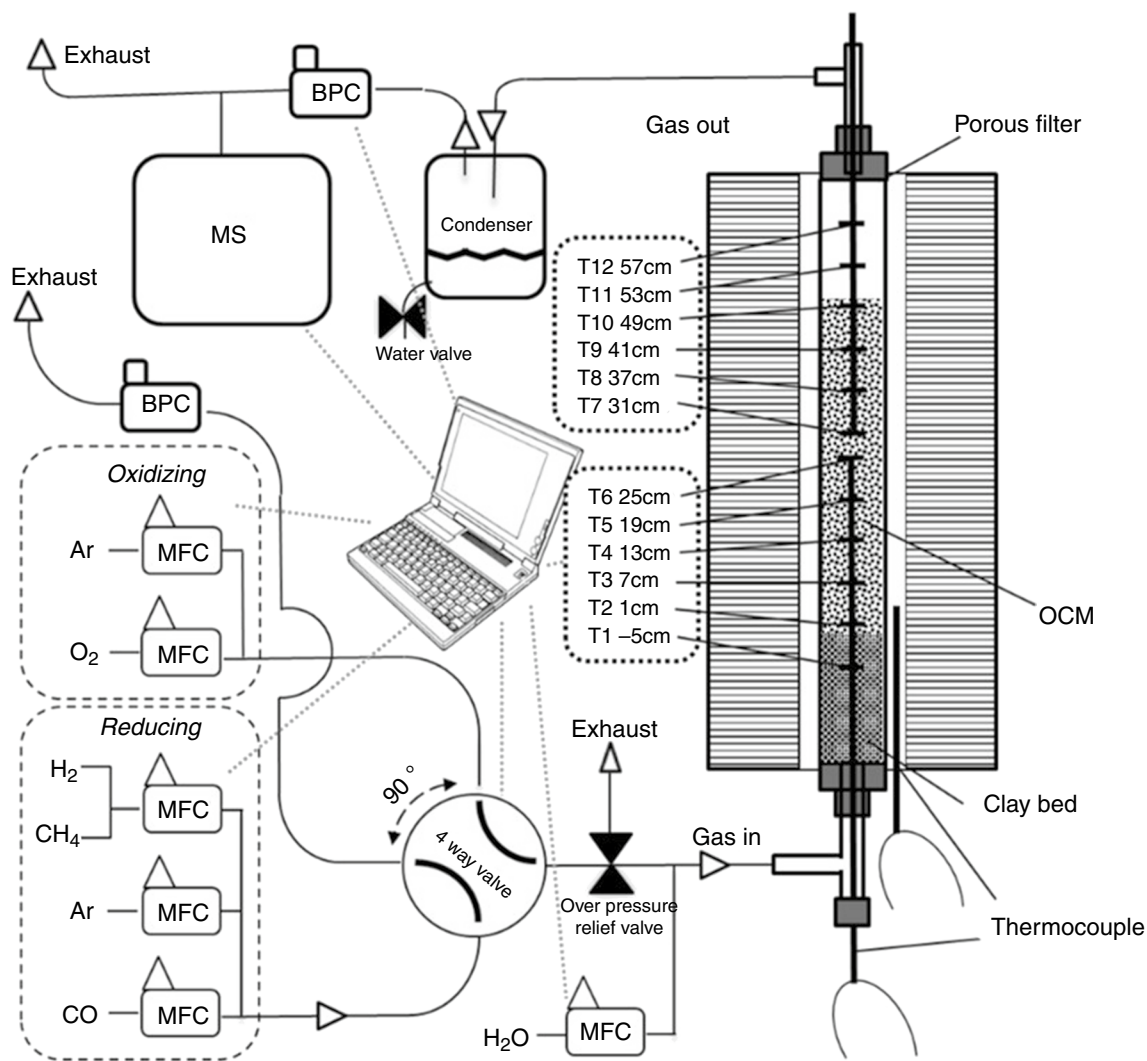 Exhaust
BPC
Gas out
Porous filter
MS
Condenser
Exhaust
Water valve
BPC
T12 57cm
T11 53cm
T10 49cm
T9 41cm
T8 37cm
T7 31cm
Oxidizing
Ar
MFC
O₂
MFC
T6 25cm
T5 19cm
T4 13cm
T3 7cm
T2 1cm
T1 –5cm
OCM
Reducing
H₂
CH₄
MFC
Ar
MFC
CO
MFC
90°
4 way valve
Exhaust
Over pressure
relief valve
Gas in
Clay bed
Thermocouple
H₂O
MFC